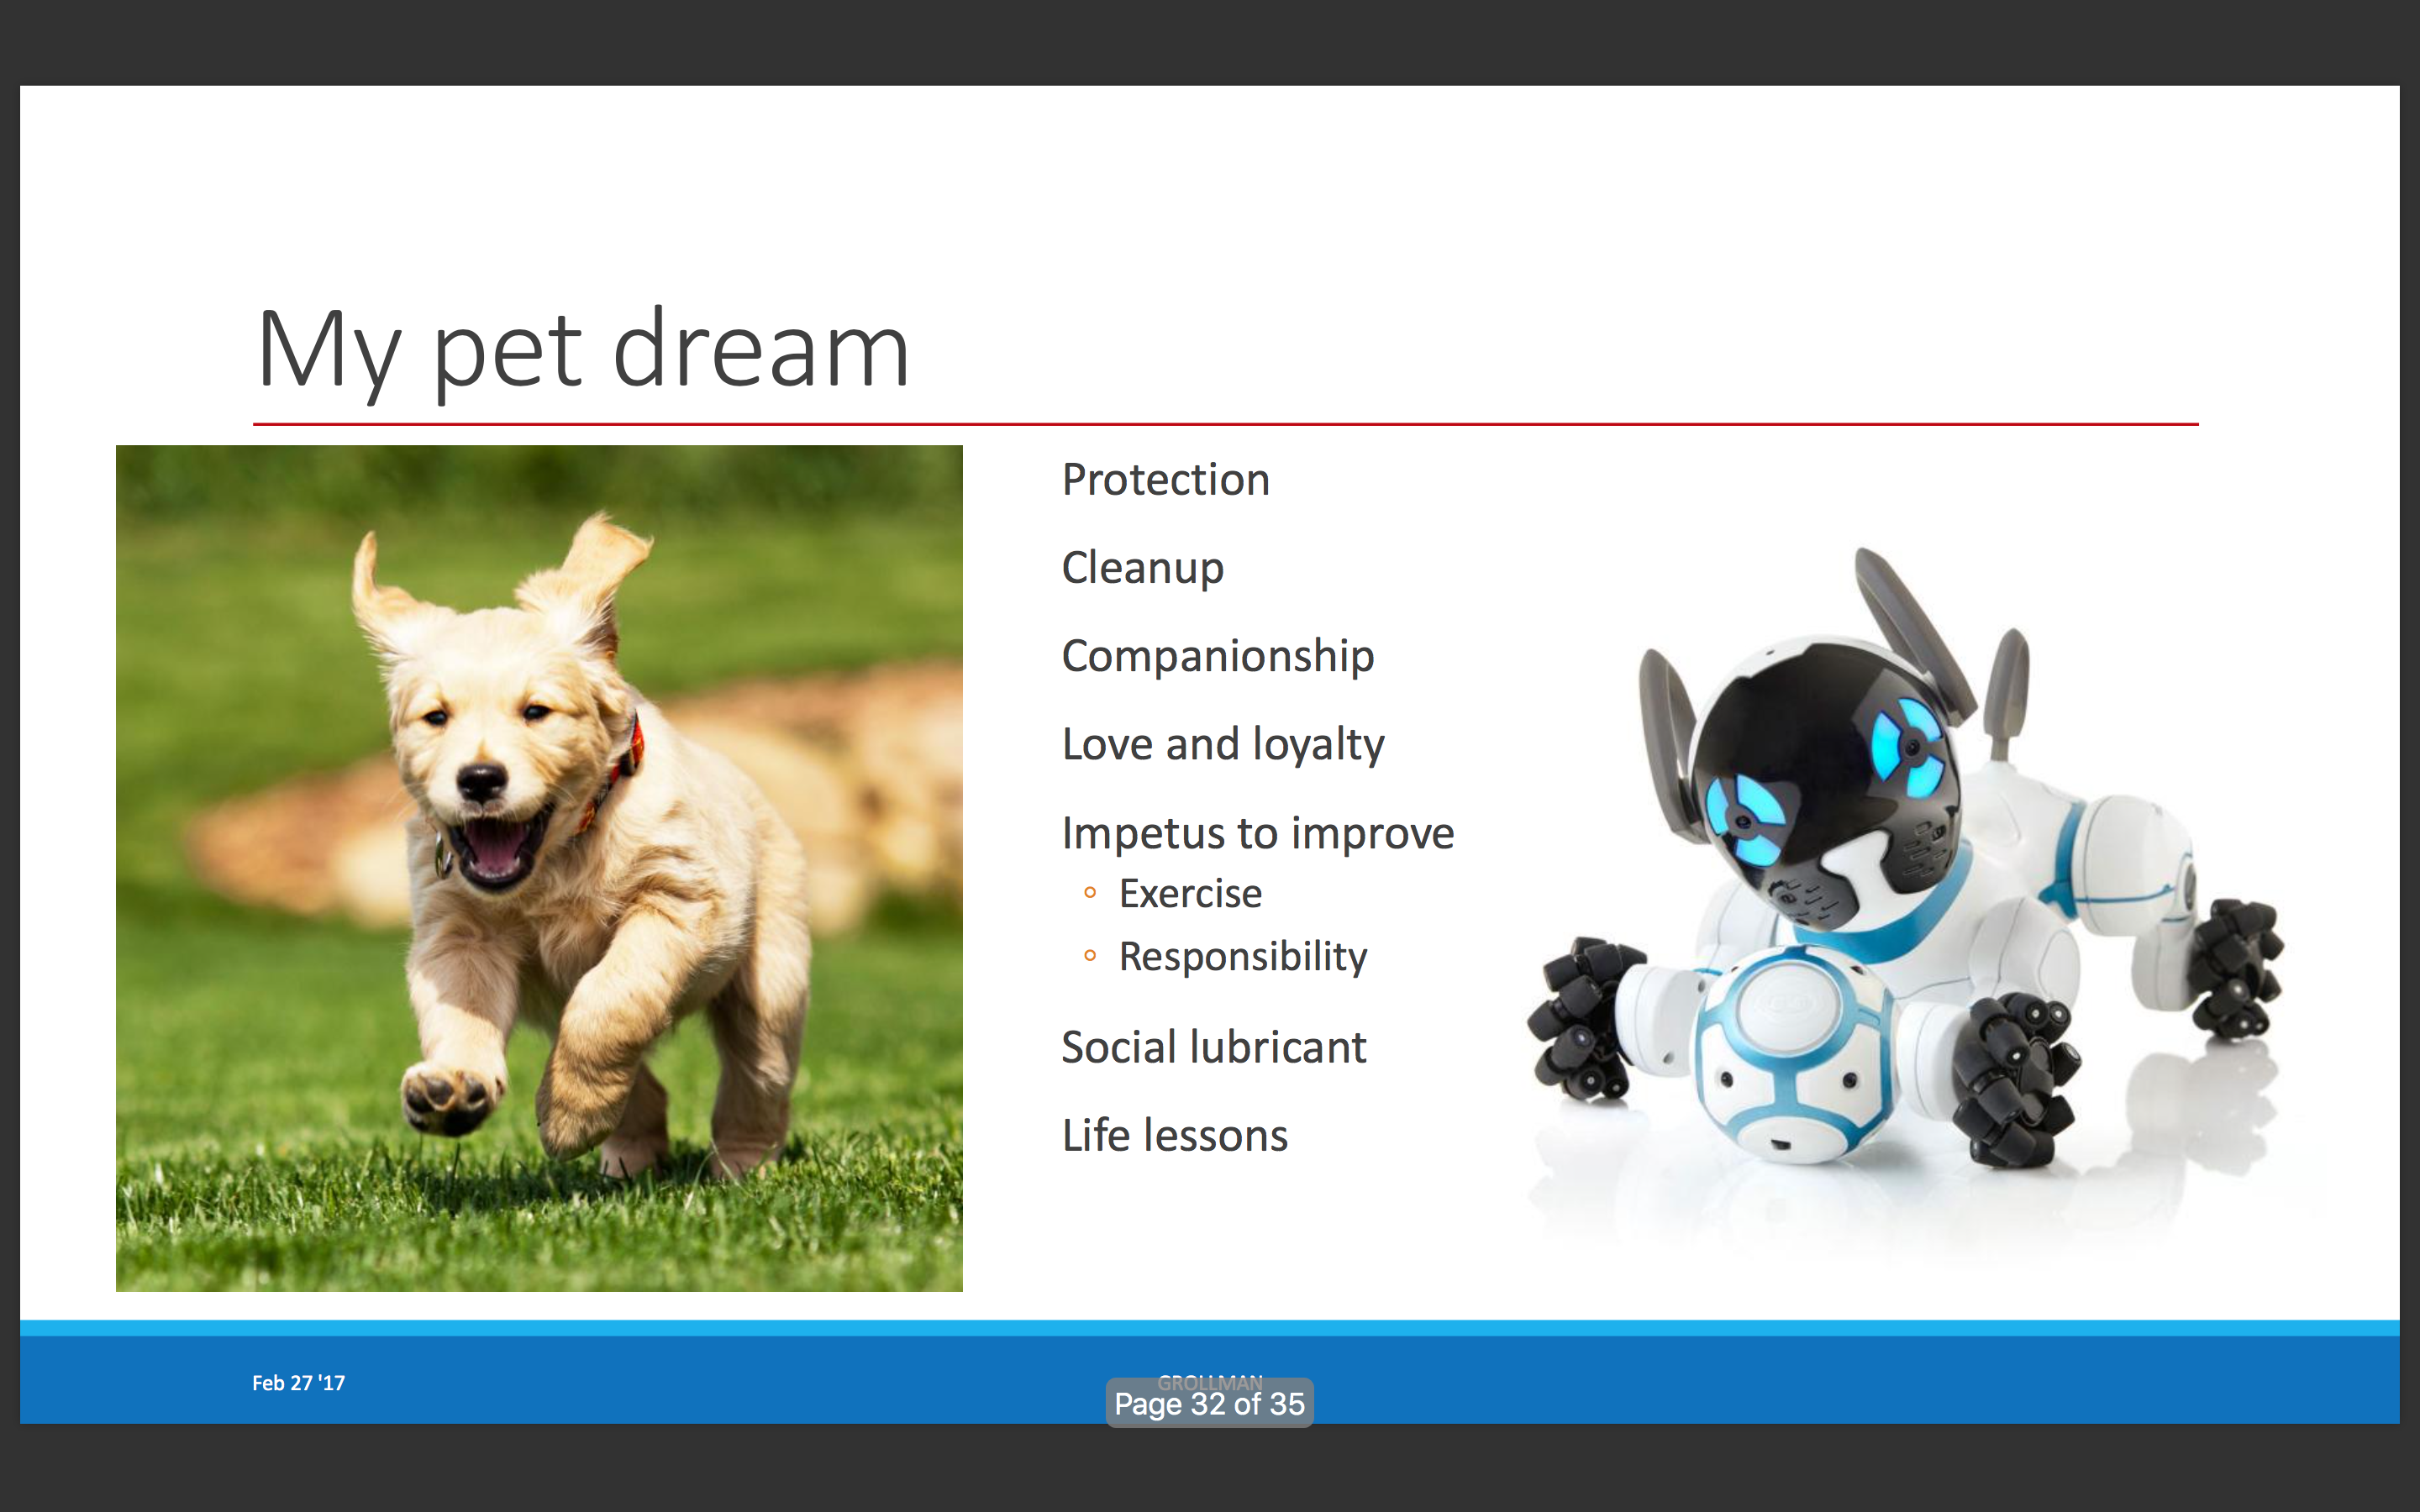 My pet dream
Protection
Cleanup
Companionship
Love and loyalty
Impetus to improve
Exercise
Responsibility
Social lubricant
Life lessons
Feb 27 '17
GROLLMAN
Page 32 of 35